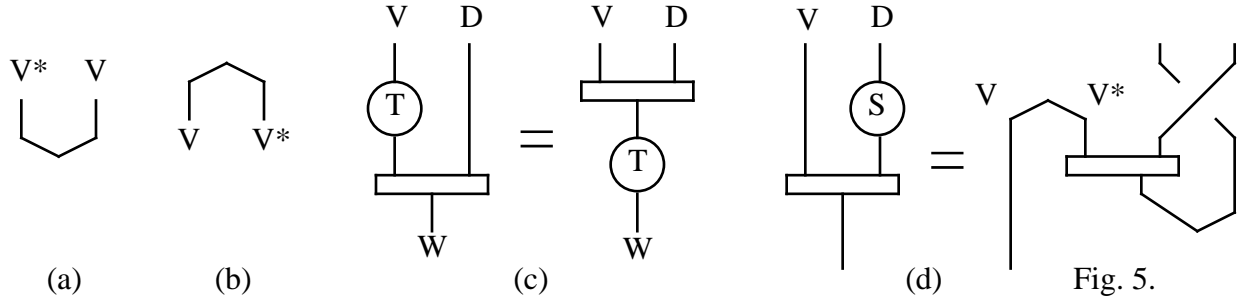 V D V D V D
V* V V V*
T T S
V V*
W W
(a) (b) (c) (d) Fig. 5.